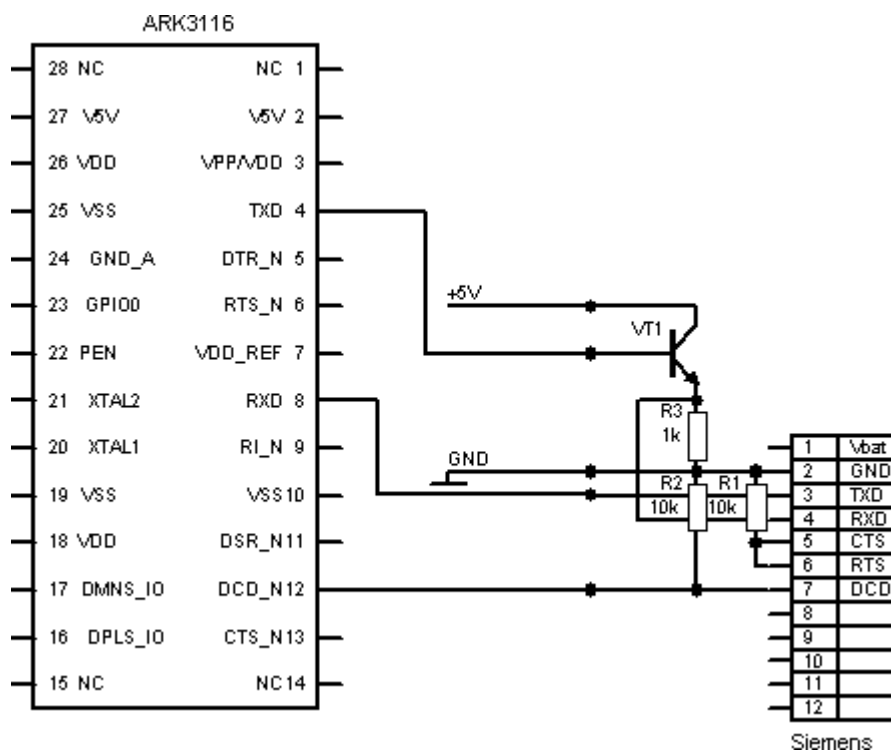 ARK3116
28 NC NC 1
27 V5V V5V 2
26 VDD VPP/VDD 3
25 VSS TXD 4
24 GND_A DTR_N 5
23 GPIO0 RTS_N 6
22 PEN VDD_REF 7
21 XTAL2 RXD 8
20 XTAL1 RI_N 9
19 VSS VSS10
18 VDD DSR_N11
17 DMNS_IO DCD_N12
16 DPLS_IO CTS_N13
15 NC NC14
+5V
VT1
R3
1k
GND
R2 R1
10k 10k
1 Vbat
2 GND
3 TXD
4 RXD
5 CTS
6 RTS
7 DCD
8
9
10
11
12
Siemens